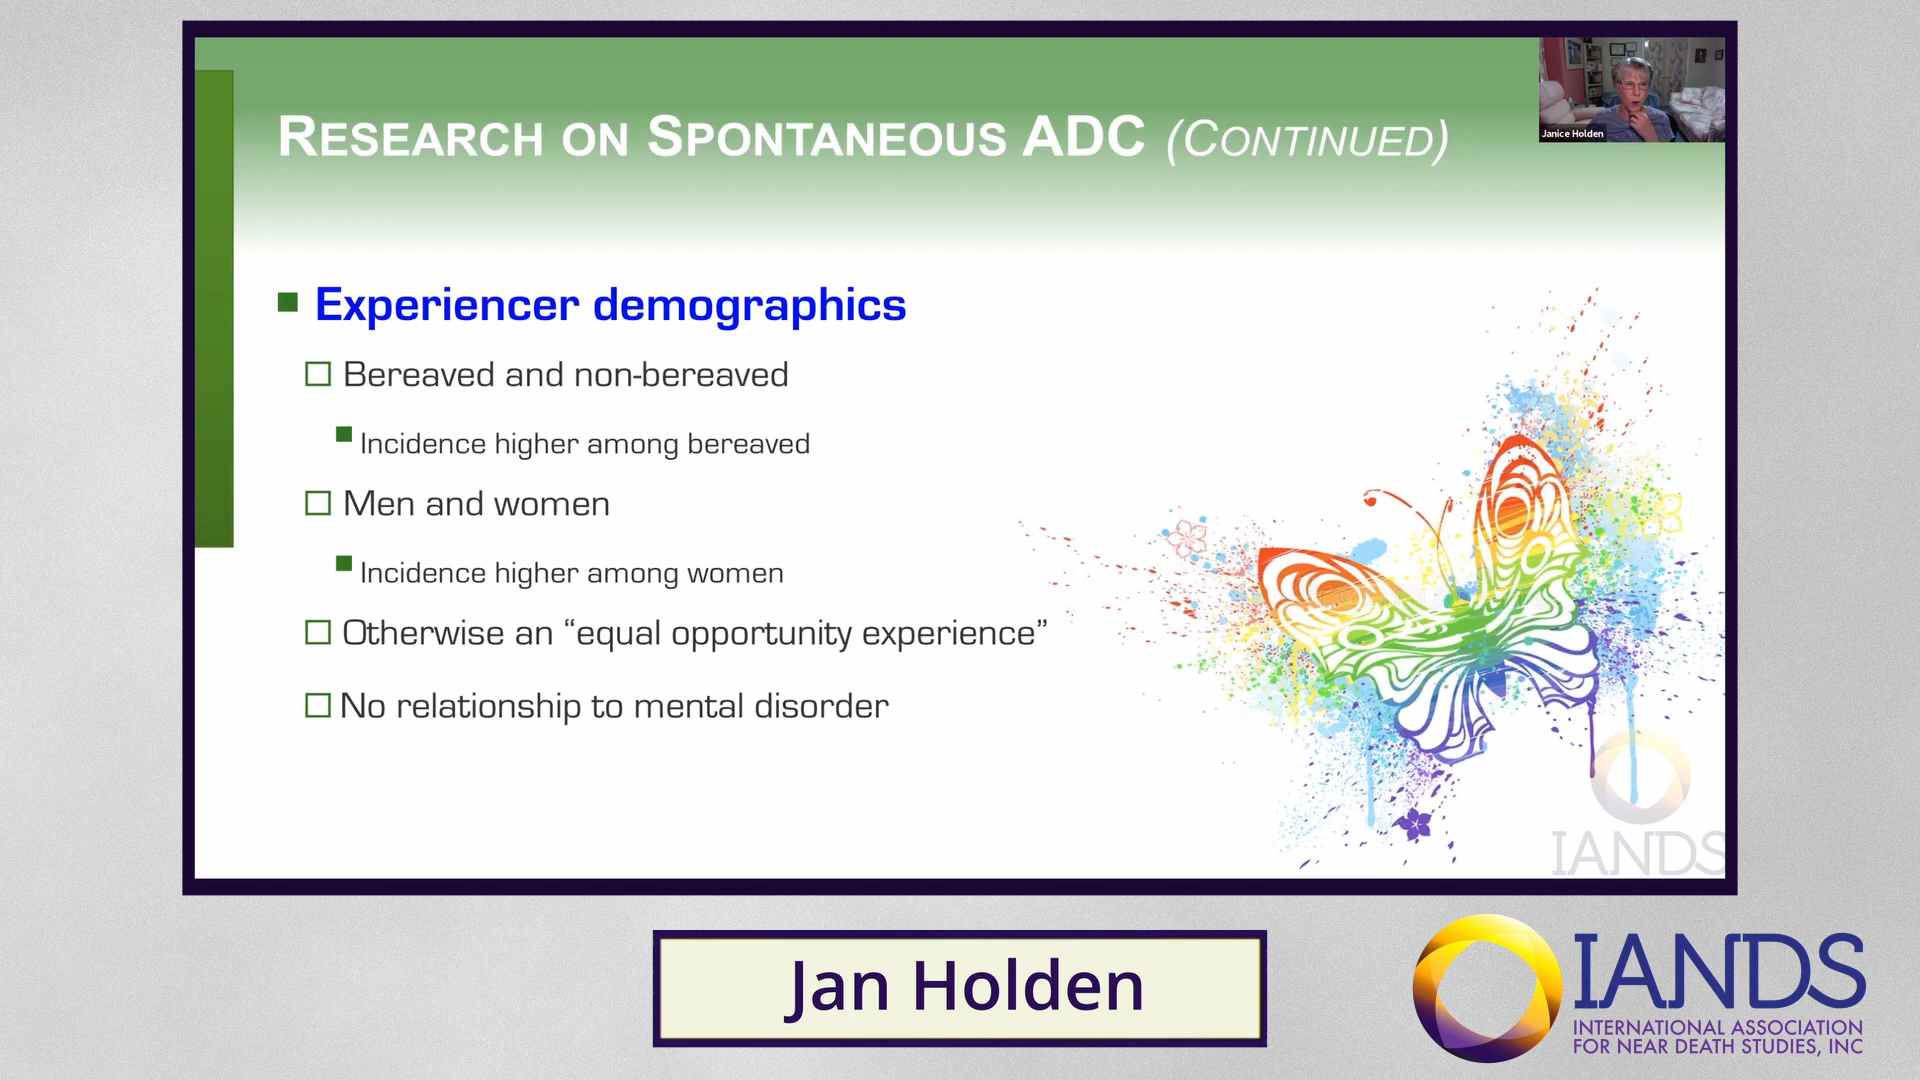 RESEARCH ON SPONTANEOUS ADC (CONTINUED)
Janice Holden
Experiencer demographics
Bereaved and non-bereaved
Incidence higher among bereaved
Men and women
Incidence higher among women
Otherwise an “equal opportunity experience”
No relationship to mental disorder
IANDS
Jan Holden
IANDS
INTERNATIONAL ASSOCIATION
FOR NEAR DEATH STUDIES, INC